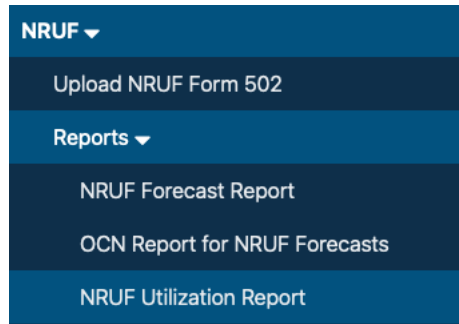 NRUF
Upload NRUF Form 502
Reports
NRUF Forecast Report
OCN Report for NRUF Forecasts
NRUF Utilization Report